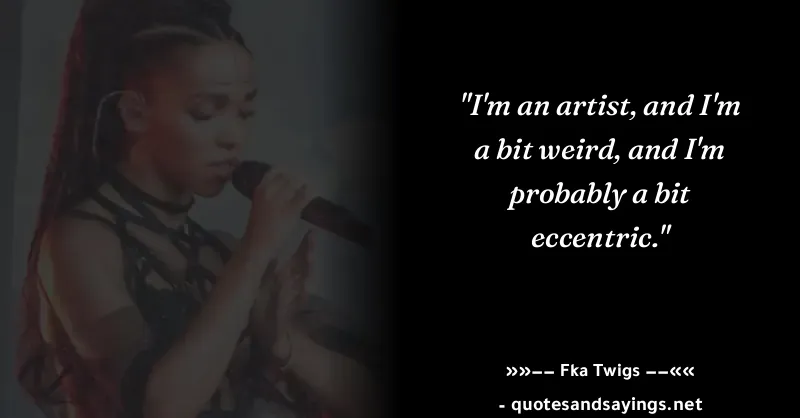 "I'm an artist, and I'm
a bit weird, and I'm
probably a bit
eccentric."
»»−− Fka Twigs −−««
- quotesandsayings.net